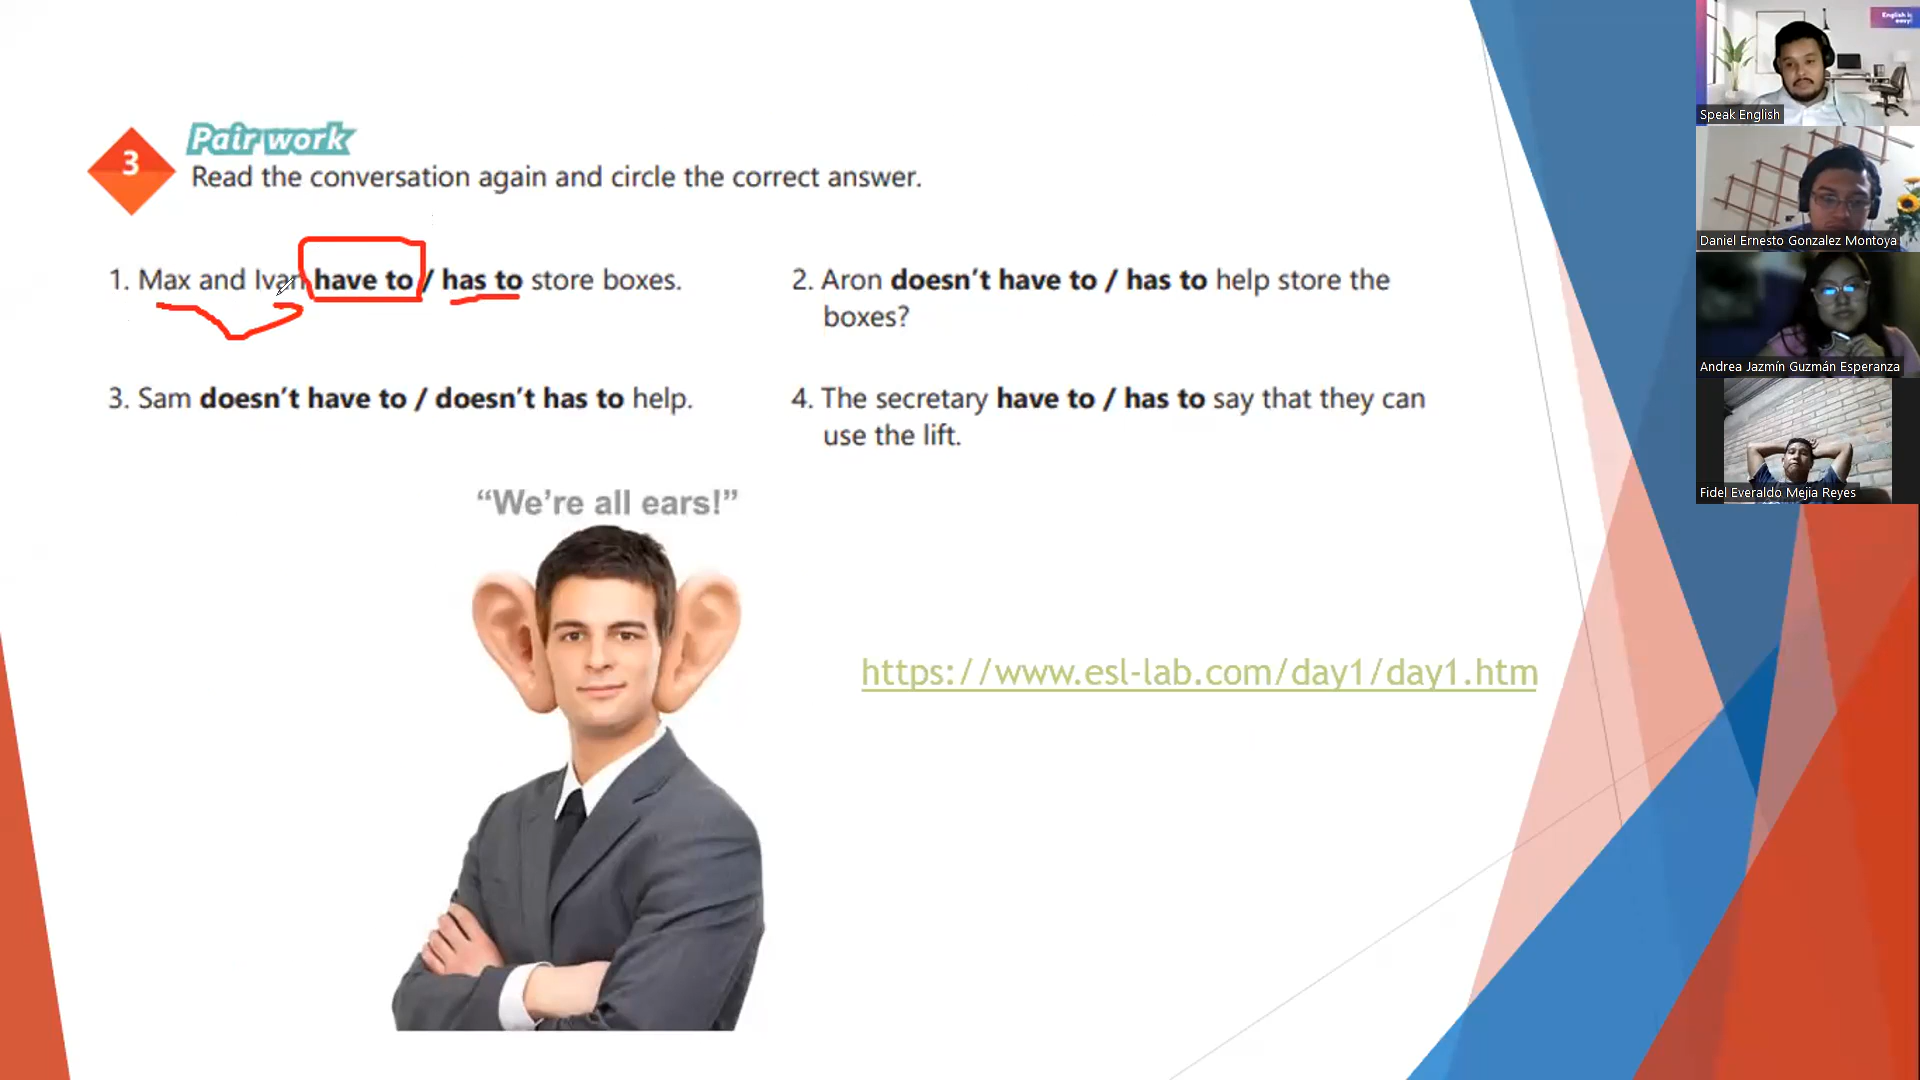 3
Pair work
Read the conversation again and circle the correct answer.
1. Max and Ivan have to / has to store boxes.
2. Aron doesn't have to / has to help store the
boxes?
3. Sam doesn't have to / doesn't has to help.
4. The secretary have to / has to say that they can
use the lift.
“We're all ears!”
https://www.esl-lab.com/day1/day1.htm
English is
easy!
Speak English
Daniel Ernesto Gonzalez Montoya
Andrea Jazmín Guzmán Esperanza
Fidel Everaldo Mejia Reyes